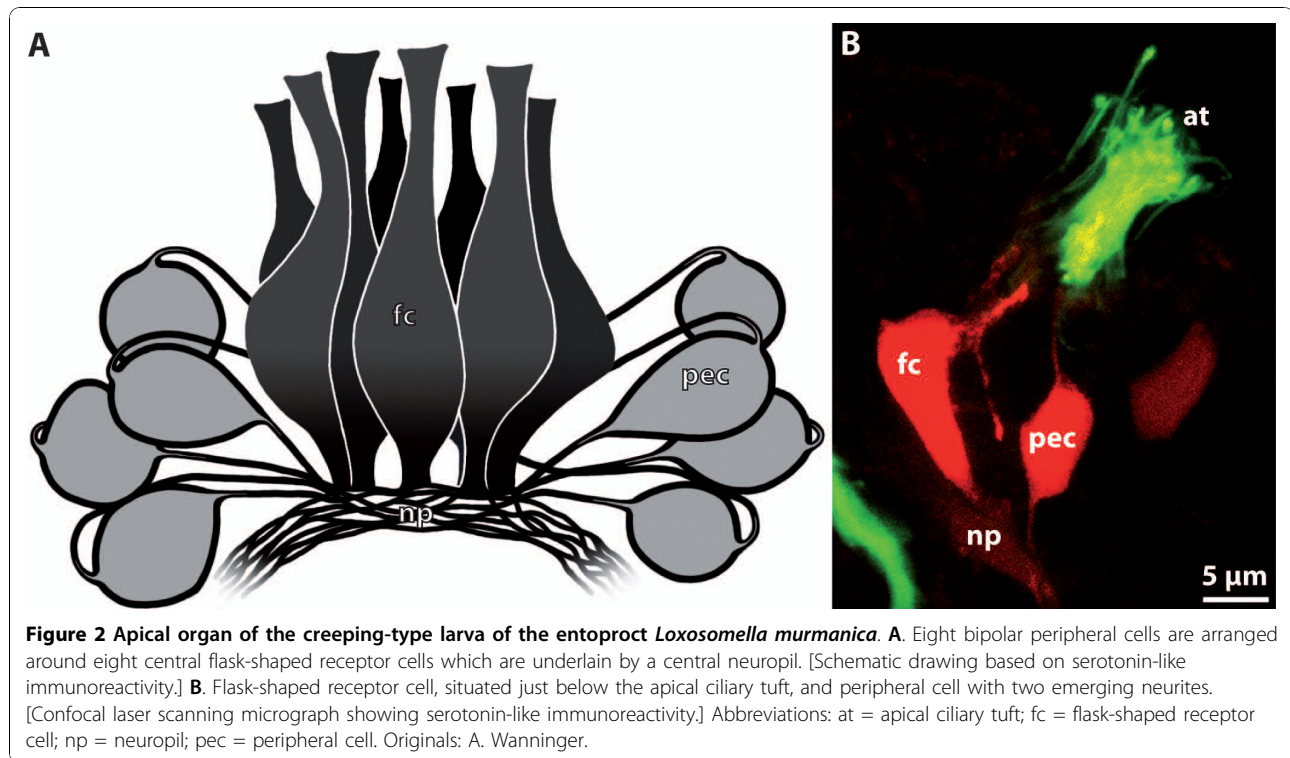 A
B
at
fc
fc
pec
pec
np
np
5 µm
Figure 2 Apical organ of the creeping-type larva of the entoproct Loxosomella murmanica. A. Eight bipolar peripheral cells are arranged
around eight central flask-shaped receptor cells which are underlain by a central neuropil. [Schematic drawing based on serotonin-like
immunoreactivity.] B. Flask-shaped receptor cell, situated just below the apical ciliary tuft, and peripheral cell with two emerging neurites.
[Confocal laser scanning micrograph showing serotonin-like immunoreactivity.] Abbreviations: at = apical ciliary tuft; fc = flask-shaped receptor
cell; np = neuropil; pec = peripheral cell. Originals: A. Wanninger.